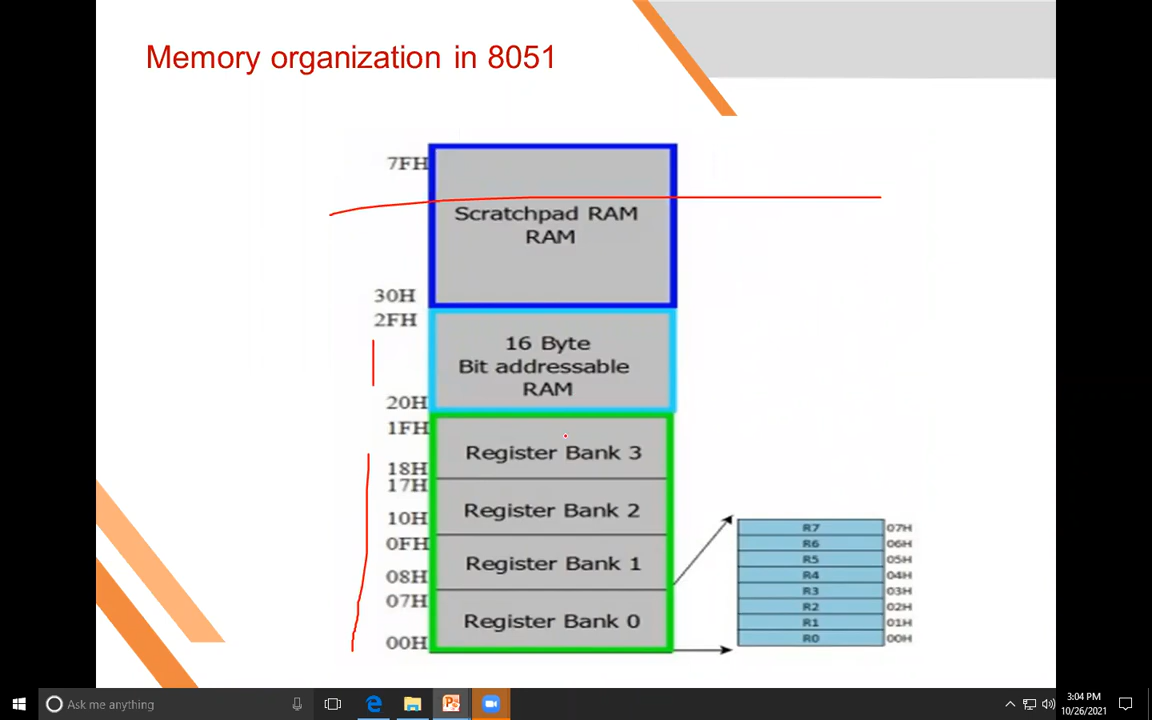 Memory organization in 8051
7FH
Scratchpad RAM
RAM
30H
2FH
16 Byte
Bit addressable
RAM
20H
1FH
Register Bank 3
18H
17H
Register Bank 2
10H
0FH
Register Bank 1
08H
07H
Register Bank 0
00H
R7 07H
R6 06H
R5 05H
R4 04H
R3 03H
R2 02H
R1 01H
R0 00H
Ask me anything
3:04 PM
10/26/2021